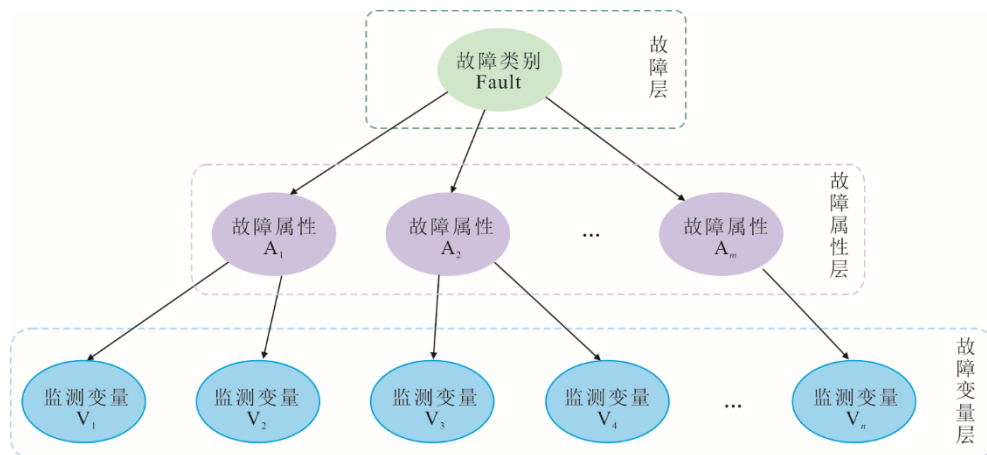 故障类别
Fault
故障层
故障属性
A1
故障属性
A2
...
故障属性
Am
故障属性层
监测变量
V1
监测变量
V2
监测变量
V3
监测变量
V4
...
监测变量
Vn
故障变量层